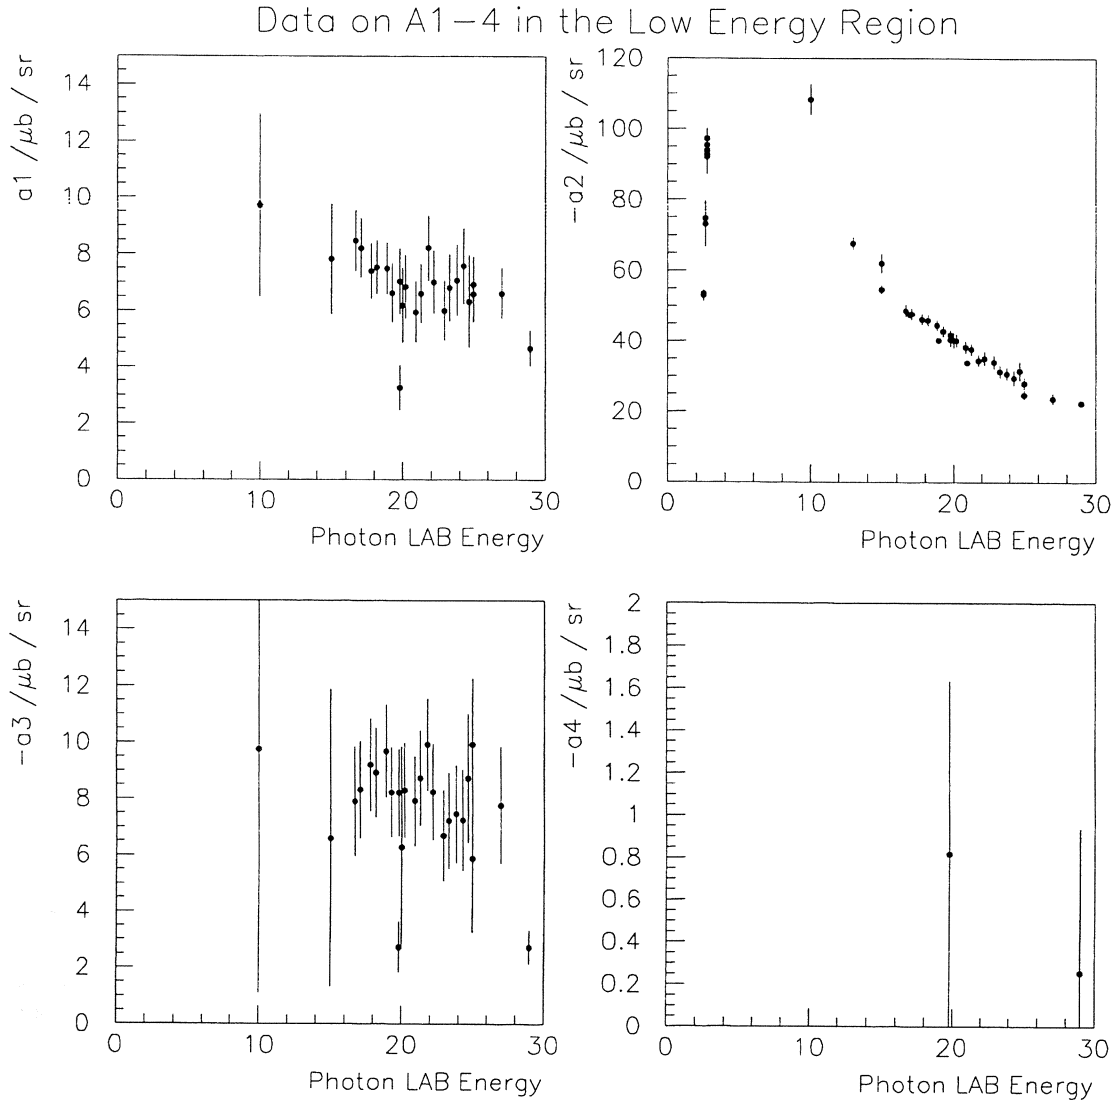 Data on A1-4 in the Low Energy Region
a1 /μb / sr
14
12
10
8
6
4
2
0
0 10 20 30
Photon LAB Energy
-a2 /μb / sr
120
100
80
60
40
20
0
0 10 20 30
Photon LAB Energy
-a3 /μb / sr
14
12
10
8
6
4
2
0
0 10 20 30
Photon LAB Energy
-a4 /μb / sr
2
1.8
1.6
1.4
1.2
1
0.8
0.6
0.4
0.2
0
0 10 20 30
Photon LAB Energy